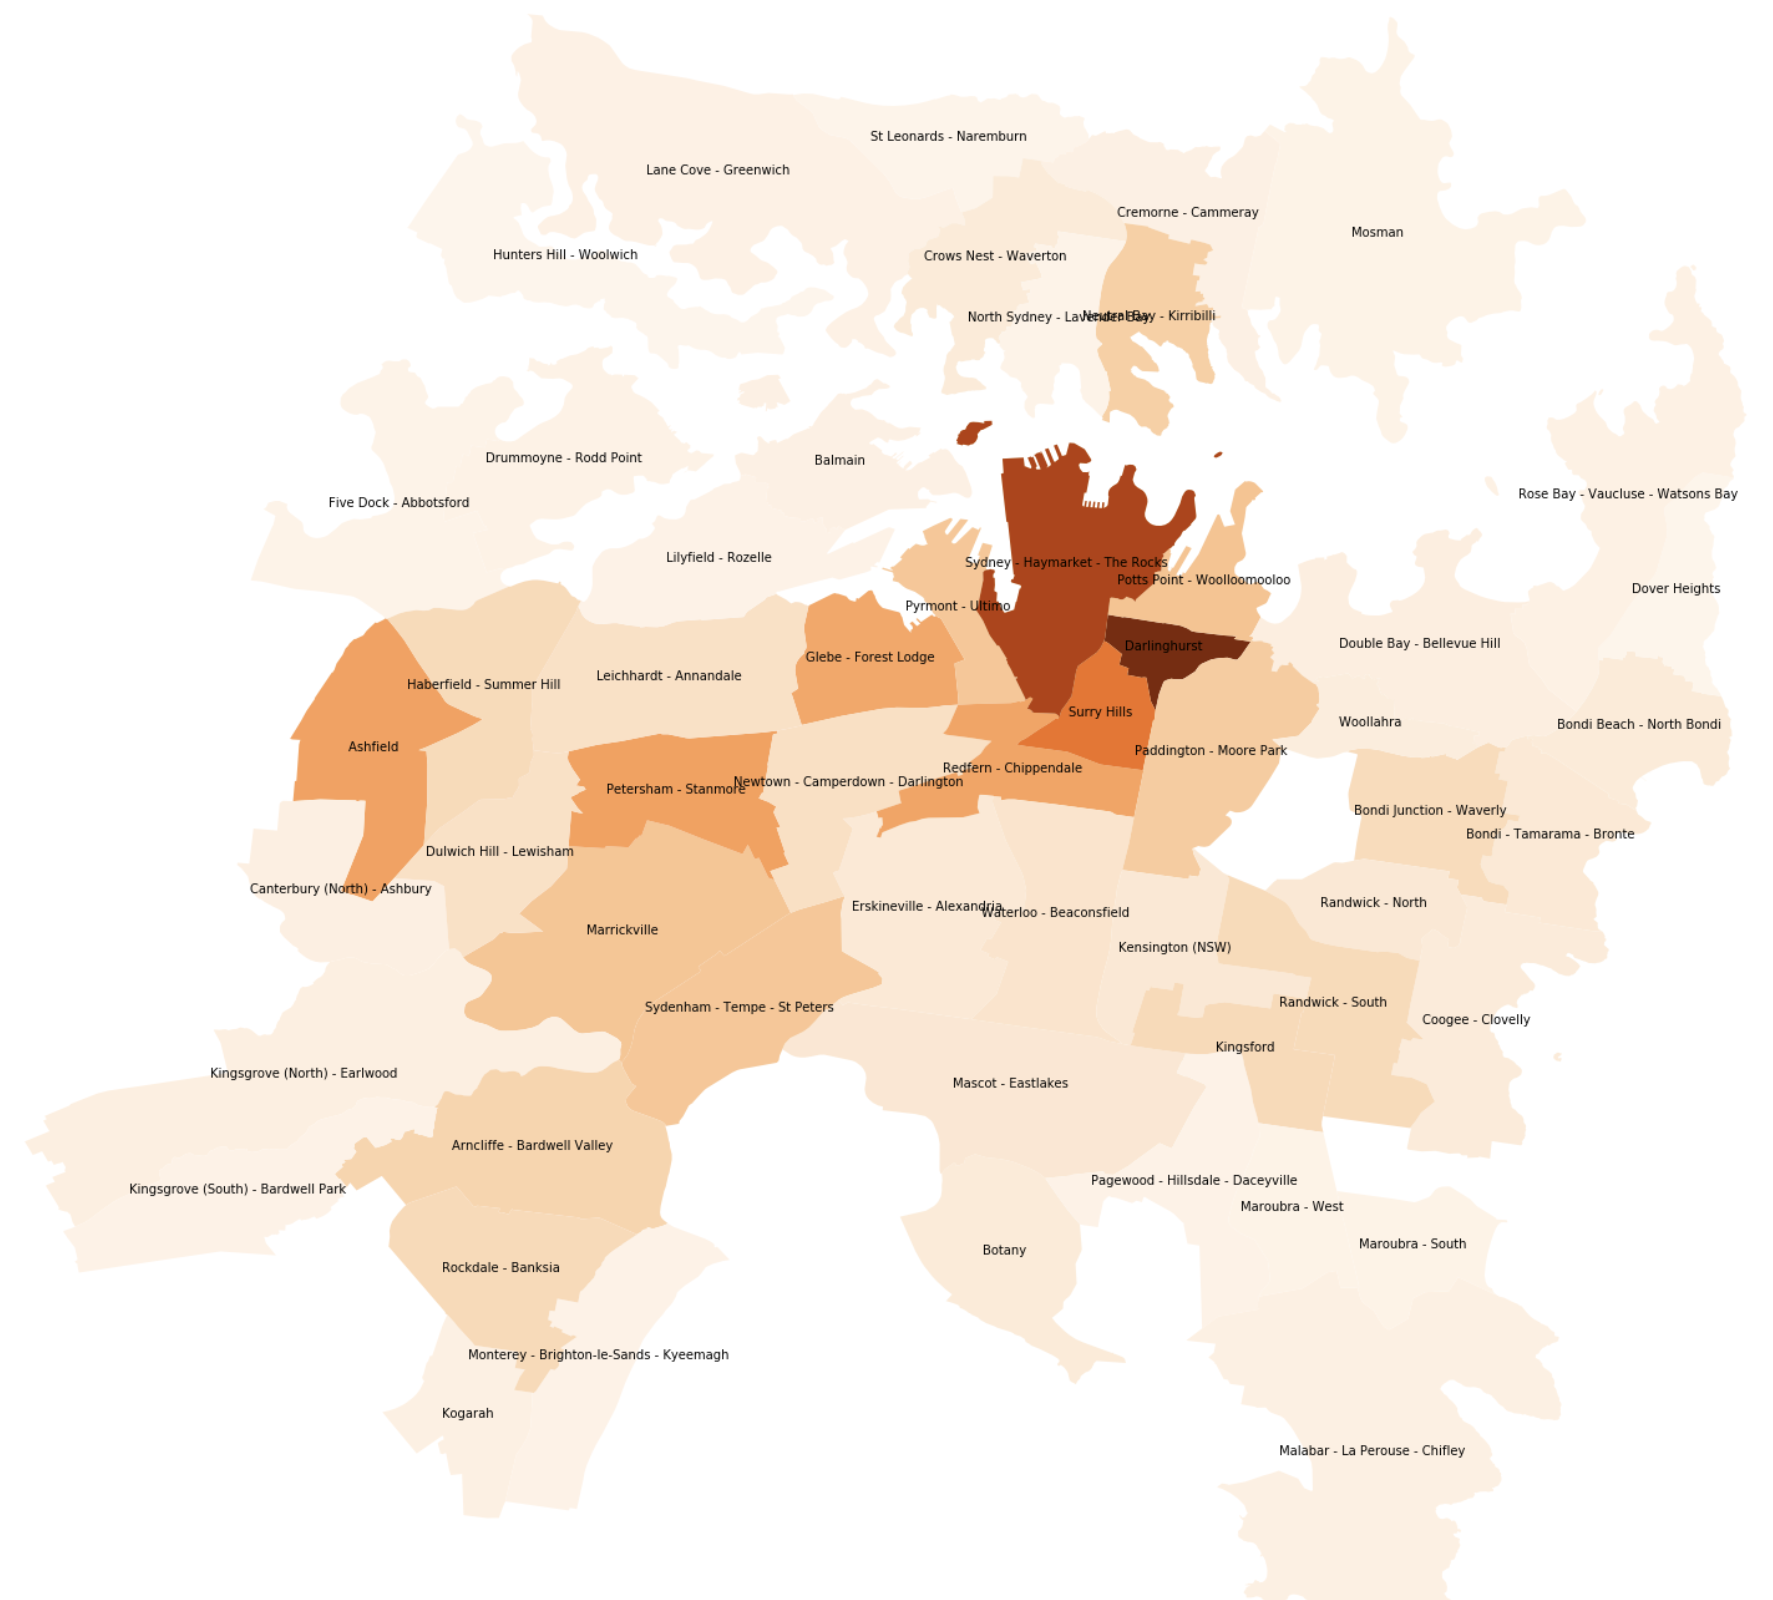 St Leonards - Naremburn
Lane Cove - Greenwich
Cremorne - Cammeray
Mosman
Hunters Hill - Woolwich
Crows Nest - Waverton
North Sydney - Lavender Bay
Neutral Bay - Kirribilli
Drummoyne - Rodd Point
Balmain
Rose Bay - Vaucluse - Watsons Bay
Five Dock - Abbotsford
Lilyfield - Rozelle
Sydney - Haymarket - The Rocks
Potts Point - Woolloomooloo
Dover Heights
Pyrmont - Ultimo
Darlinghurst
Double Bay - Bellevue Hill
Glebe - Forest Lodge
Leichhardt - Annandale
Haberfield - Summer Hill
Surry Hills
Woollahra
Bondi Beach - North Bondi
Ashfield
Paddington - Moore Park
Redfern - Chippendale
Newtown - Camperdown - Darlington
Petersham - Stanmore
Bondi Junction - Waverly
Bondi - Tamarama - Bronte
Dulwich Hill - Lewisham
Canterbury (North) - Ashbury
Randwick - North
Erskineville - Alexandria
Waterloo - Beaconsfield
Marrickville
Kensington (NSW)
Randwick - South
Sydenham - Tempe - St Peters
Coogee - Clovelly
Kingsford
Kingsgrove (North) - Earlwood
Mascot - Eastlakes
Arncliffe - Bardwell Valley
Pagewood - Hillsdale - Daceyville
Kingsgrove (South) - Bardwell Park
Maroubra - West
Maroubra - South
Botany
Rockdale - Banksia
Monterey - Brighton-le-Sands - Kyeemagh
Kogarah
Malabar - La Perouse - Chifley